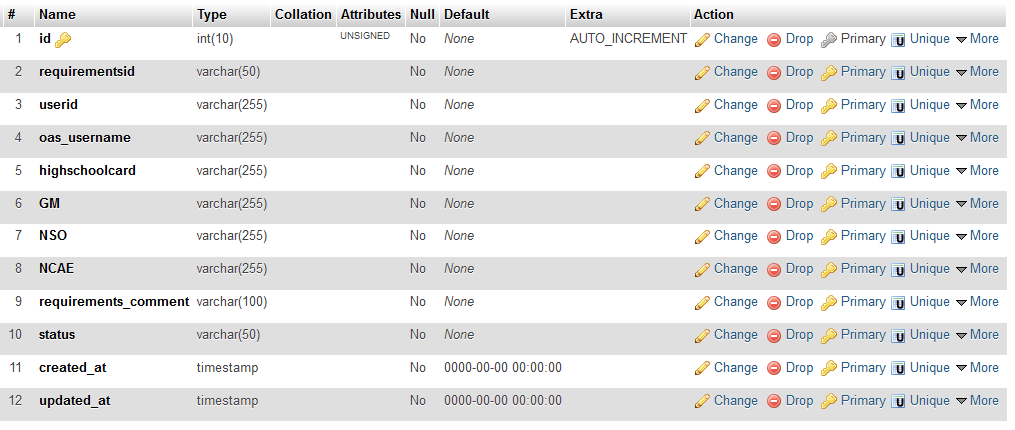 # Name Type Collation Attributes Null Default Extra Action
1 id int(10) UNSIGNED No None AUTO_INCREMENT Change Drop Primary Unique More
2 requirementsid varchar(50) No None Change Drop Primary Unique More
3 userid varchar(255) No None Change Drop Primary Unique More
4 oas_username varchar(255) No None Change Drop Primary Unique More
5 highschoolcard varchar(255) No None Change Drop Primary Unique More
6 GM varchar(255) No None Change Drop Primary Unique More
7 NSO varchar(255) No None Change Drop Primary Unique More
8 NCAE varchar(255) No None Change Drop Primary Unique More
9 requirements_comment varchar(100) No None Change Drop Primary Unique More
10 status varchar(50) No None Change Drop Primary Unique More
11 created_at timestamp No 0000-00-00 00:00:00 Change Drop Primary Unique More
12 updated_at timestamp No 0000-00-00 00:00:00 Change Drop Primary Unique More